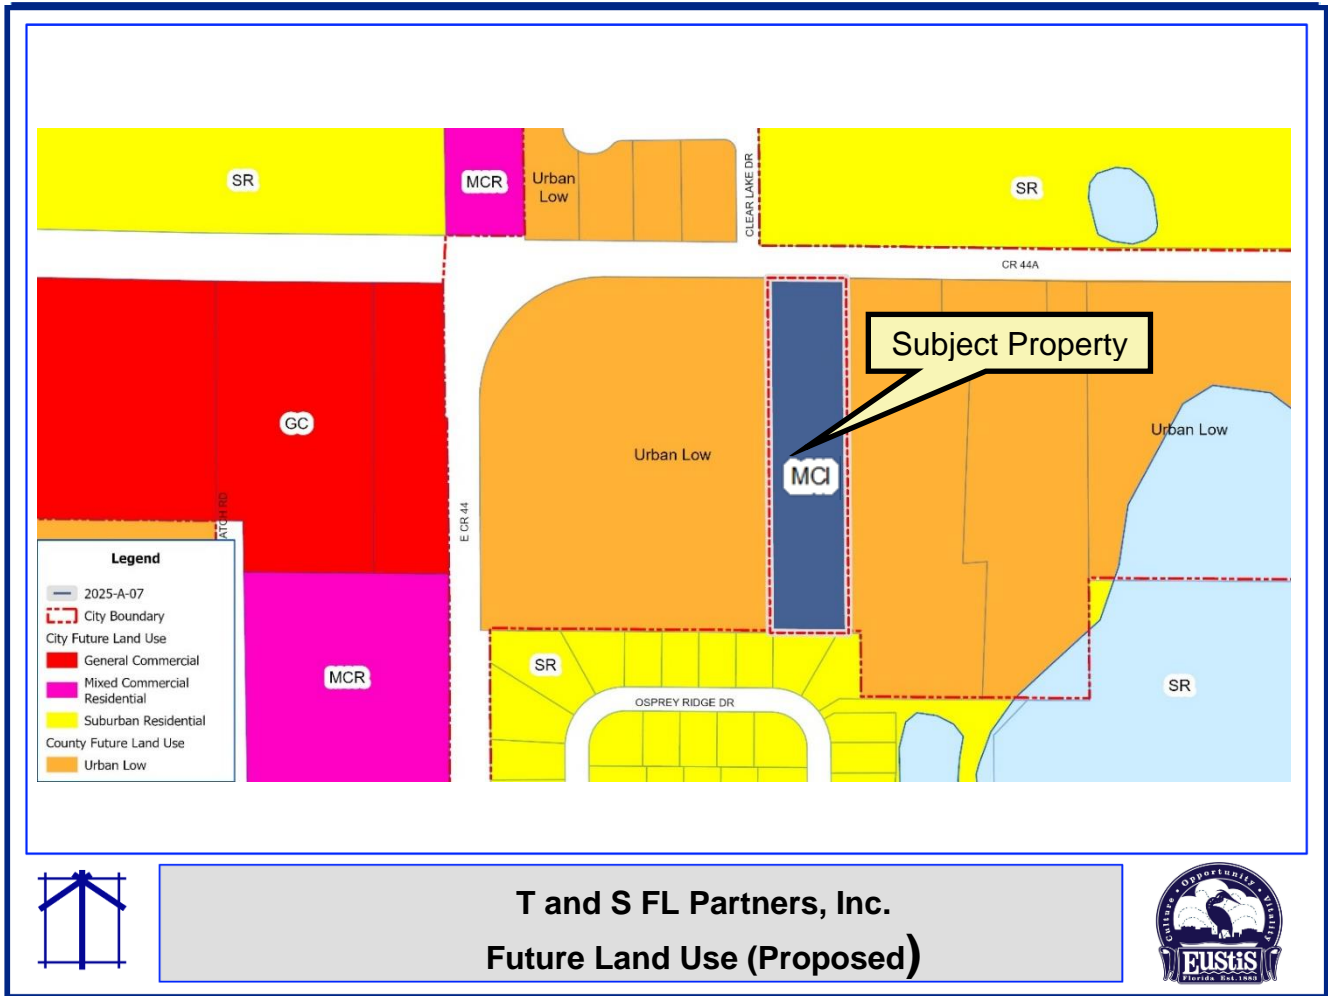 SR
MCR
Urban
Low
CLEAR LAKE DR
SR
CR 44A
Subject Property
GC
Urban Low
MCI
Urban Low
ATCH RD
E CR 44
Legend
2025-A-07
City Boundary
City Future Land Use
General Commercial
Mixed Commercial
Residential
Suburban Residential
County Future Land Use
Urban Low
MCR
SR
OSPREY RIDGE DR
SR
T and S FL Partners, Inc.
Future Land Use (Proposed)
Culture • Opportunity • Vitality
EUSTIS
Florida Est. 1883